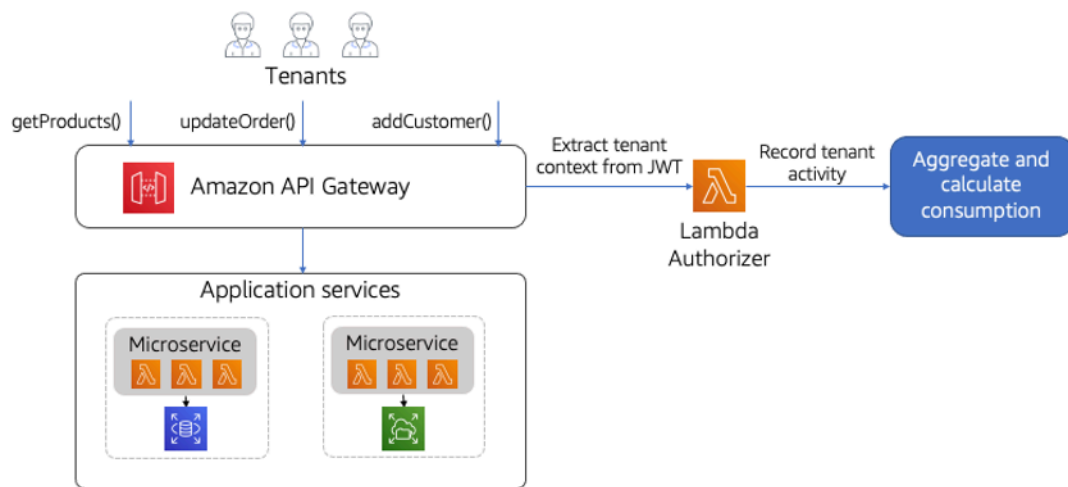 Tenants
getProducts()
updateOrder()
addCustomer()
Amazon API Gateway
Extract tenant
context from JWT
Lambda
Authorizer
Record tenant
activity
Aggregate and
calculate
consumption
Application services
Microservice
Microservice